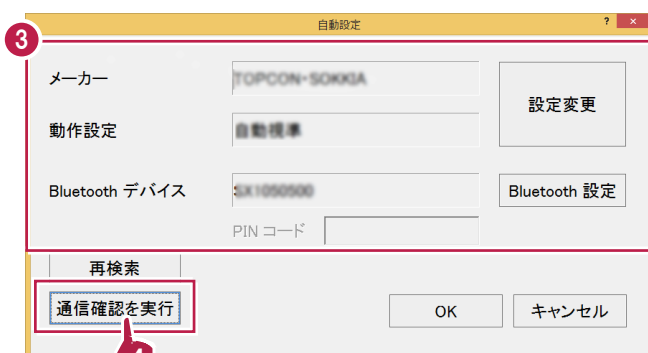 自動設定
? ×
3
メーカー
TOPCON・SOKKIA
設定変更
動作設定
自動視準
Bluetooth デバイス
SX1050500
Bluetooth 設定
PIN コード
再検索
通信確認を実行
OK
キャンセル